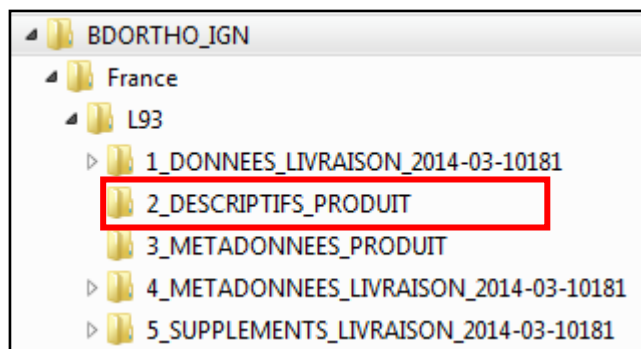 BDORTHO_IGN
France
L93
1_DONNEES_LIVRAISON_2014-03-10181
2_DESCRIPTIFS_PRODUIT
3_METADONNEES_PRODUIT
4_METADONNEES_LIVRAISON_2014-03-10181
5_SUPPLEMENTS_LIVRAISON_2014-03-10181